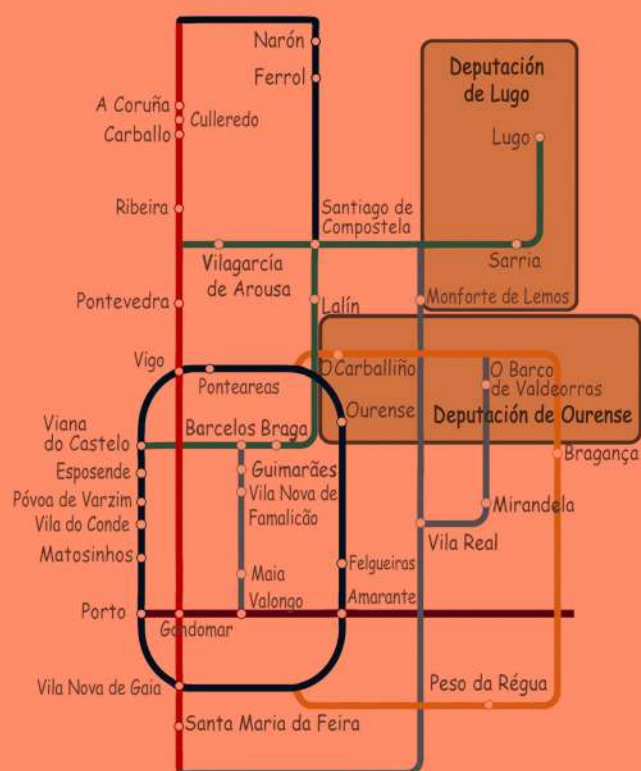 Narón
Ferrol
Deputación
de Lugo
A Coruña
Culleredo
Carballo
Lugo
Ribeira
Santiago de
Compostela
Vilagarcía
de Arousa
Sarria
Pontevedra
Lalín
Monforte de Lemos
Vigo
Ponteareas
O Carballiño
O Barco
de Valdeorras
Ourense
Deputación de Ourense
Viana
do Castelo
Barcelos Braga
Bragança
Esposende
Guimarães
Póvoa de Varzim
Vila Nova de
Famalicão
Mirandela
Vila do Conde
Vila Real
Matosinhos
Maia
Felgueiras
Porto
Valongo
Amarante
Gondomar
Vila Nova de Gaia
Peso da Régua
Santa Maria da Feira